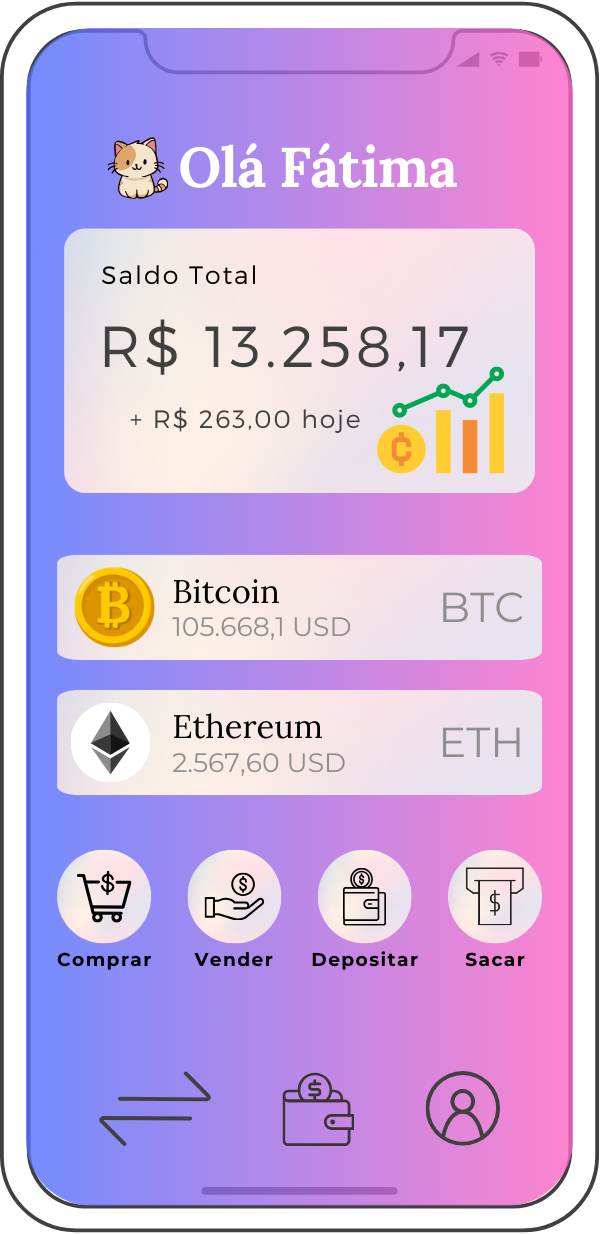 Olá Fátima
Saldo Total
R$ 13.258,17
+ R$ 263,00 hoje
Bitcoin
105.668,1 USD
BTC
Ethereum
2.567,60 USD
ETH
Comprar
Vender
Depositar
Sacar